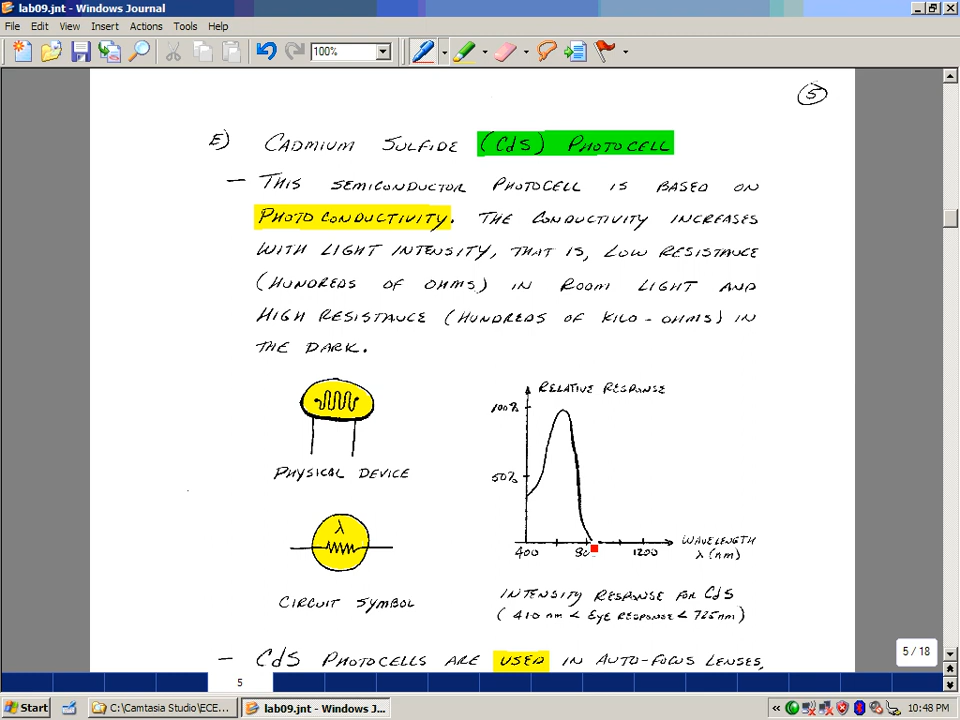 lab09.jnt - Windows Journal
File Edit View Insert Actions Tools Help
100%
5
E) CADMIUM SULFIDE (CdS) PHOTOCELL
- THIS SEMICONDUCTOR PHOTOCELL IS BASED ON
PHOTOCONDUCTIVITY. THE CONDUCTIVITY INCREASES
WITH LIGHT INTENSITY, THAT IS, LOW RESISTANCE
(HUNDREDS OF OHMS) IN ROOM LIGHT AND
HIGH RESISTANCE (HUNDREDS OF KILO-OHMS) IN
THE DARK.
RELATIVE RESPONSE
100%
50%
PHYSICAL DEVICE
λ
WAVELENGTH
λ (nm)
400 800 1200
CIRCUIT SYMBOL
INTENSITY RESPONSE FOR CdS
(410 nm < EYE RESPONSE < 725nm)
- CdS PHOTOCELLS ARE USED IN AUTO-FOCUS LENSES,
5 / 18
5
Start C:\Camtasia Studio\ECE... lab09.jnt - Windows J... 10:48 PM